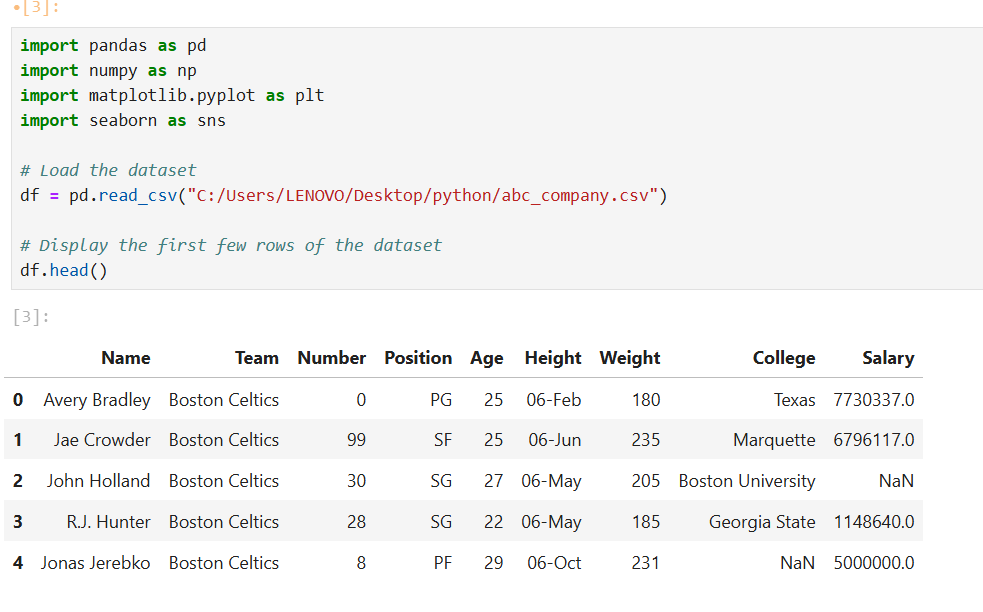 •[3]:
import pandas as pd
import numpy as np
import matplotlib.pyplot as plt
import seaborn as sns
# Load the dataset
df = pd.read_csv("C:/Users/LENOVO/Desktop/python/abc_company.csv")
# Display the first few rows of the dataset
df.head()
[3]:
Name Team Number Position Age Height Weight College Salary
0 Avery Bradley Boston Celtics 0 PG 25 06-Feb 180 Texas 7730337.0
1 Jae Crowder Boston Celtics 99 SF 25 06-Jun 235 Marquette 6796117.0
2 John Holland Boston Celtics 30 SG 27 06-May 205 Boston University NaN
3 R.J. Hunter Boston Celtics 28 SG 22 06-May 185 Georgia State 1148640.0
4 Jonas Jerebko Boston Celtics 8 PF 29 06-Oct 231 NaN 5000000.0